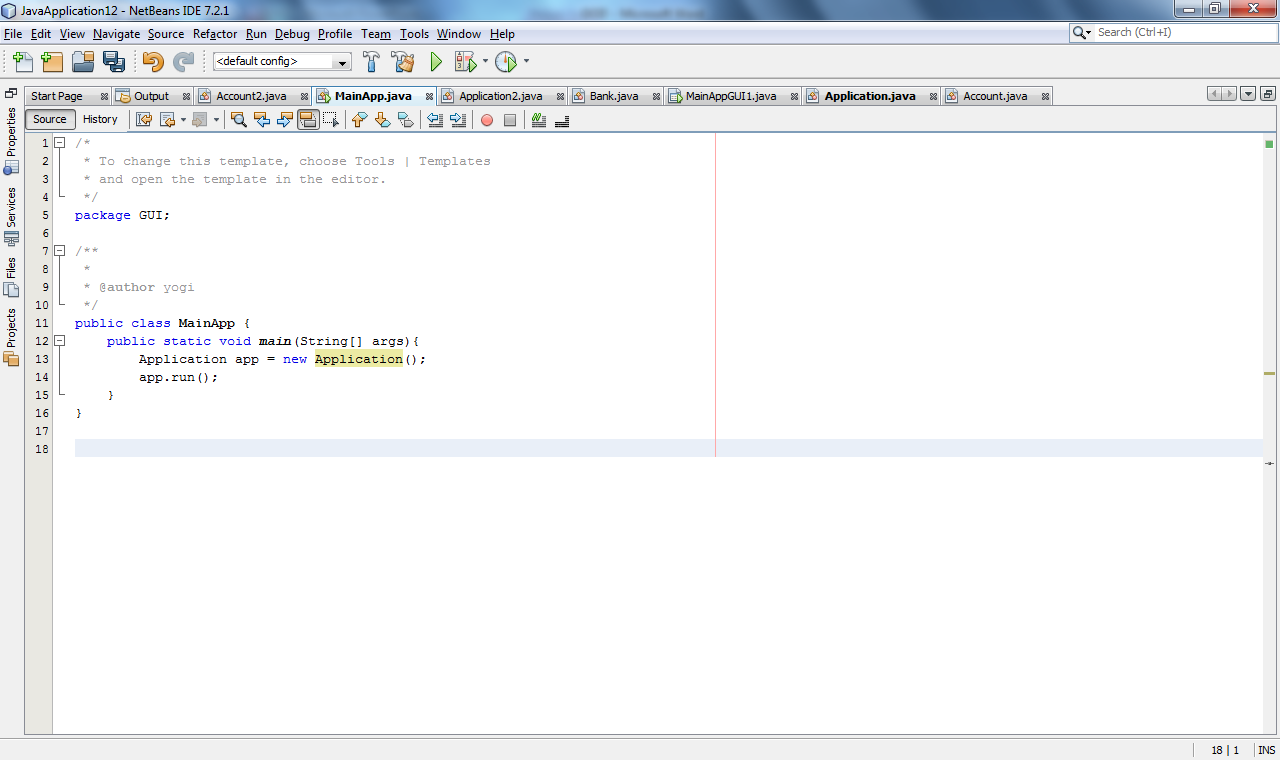 JavaApplication12 - NetBeans IDE 7.2.1
File Edit View Navigate Source Refactor Run Debug Profile Team Tools Window Help
Search (Ctrl+I)
<default config>
Start Page Output Account2.java MainApp.java Application2.java Bank.java MainAppGUI1.java Application.java Account.java
Source History
Properties
Services
Files
Projects
1 /*
2 * To change this template, choose Tools | Templates
3 * and open the template in the editor.
4 */
5 package GUI;
6
7 /**
8 *
9 * @author yogi
10 */
11 public class MainApp {
12 public static void main(String[] args){
13 Application app = new Application();
14 app.run();
15 }
16 }
17
18
18 | 1 INS